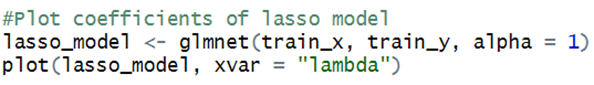 #Plot coefficients of lasso model
lasso_model <- glmnet(train_x, train_y, alpha = 1)
plot(lasso_model, xvar = "lambda")